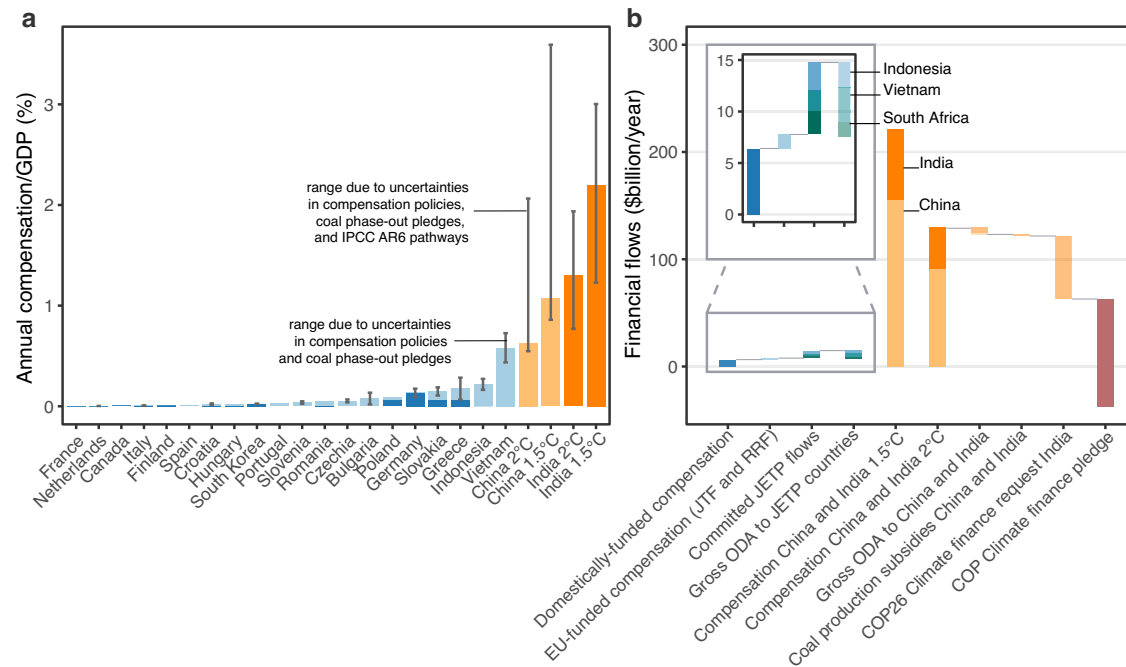 a
Annual compensation/GDP (%)
3
2
1
0
range due to uncertainties
in compensation policies,
coal phase-out pledges,
and IPCC AR6 pathways
range due to uncertainties
in compensation policies
and coal phase-out pledges
France
Netherlands
Canada
Italy
Finland
Spain
Croatia
Hungary
South Korea
Portugal
Slovenia
Romania
Czechia
Bulgaria
Poland
Germany
Slovakia
Greece
Indonesia
Vietnam
China 2°C
China 1.5°C
India 2°C
India 1.5°C
b
Financial flows ($billion/year)
300
200
100
0
15
10
5
0
Indonesia
Vietnam
South Africa
India
China
Domestically-funded compensation
EU-funded compensation (JTF and RRF)
Committed JETP flows
Gross ODA to JETP countries
Compensation China and India 1.5°C
Compensation China and India 2°C
Gross ODA to China and India
Coal production subsidies China and India
COP26 Climate finance request India
COP Climate finance pledge